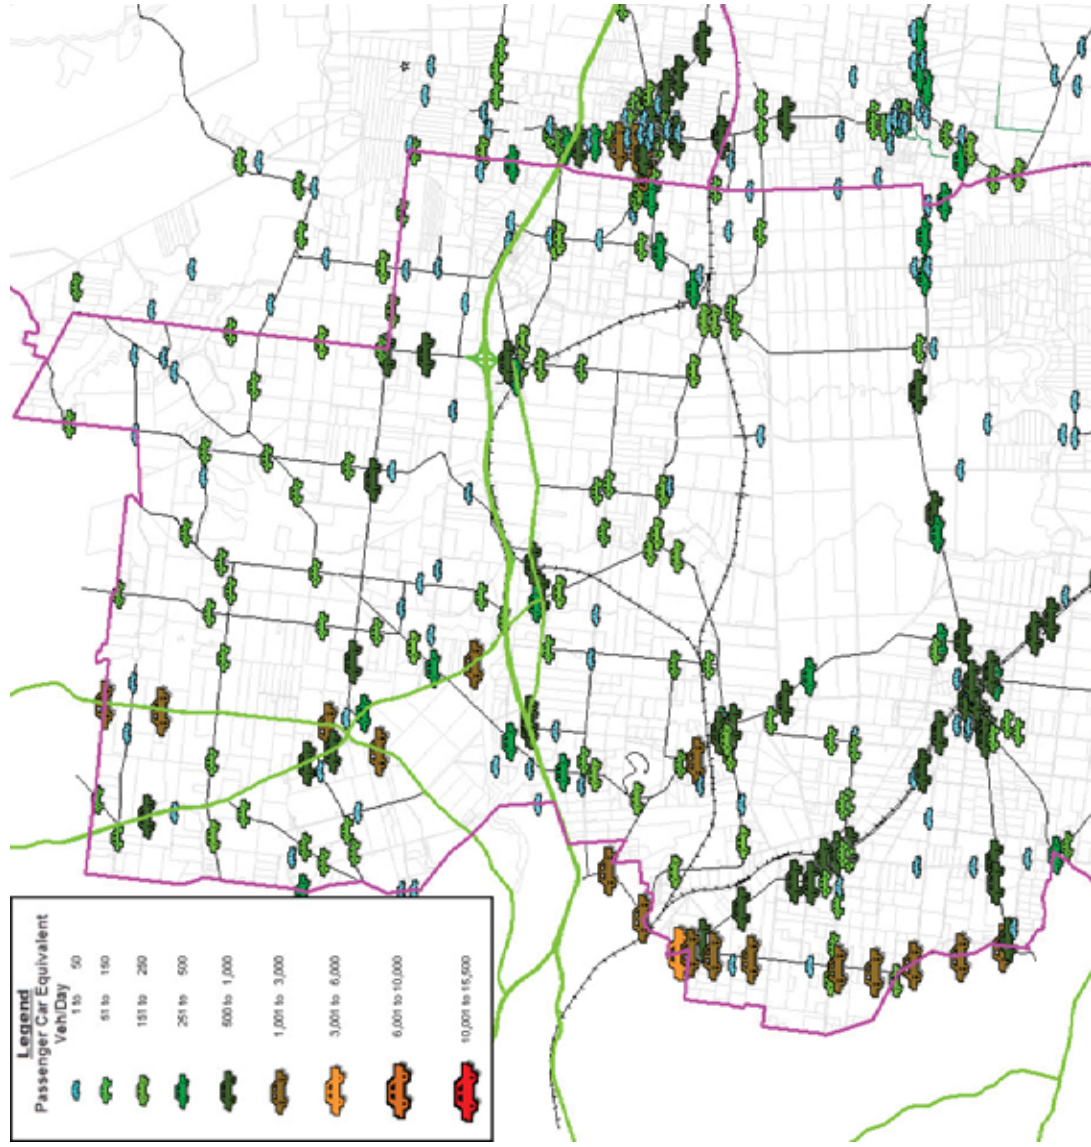 Legend
Passenger Car Equivalent
Veh/Day
1 to 50
51 to 150
151 to 250
251 to 500
500 to 1,000
1,001 to 3,000
3,001 to 6,000
6,001 to 10,000
10,001 to 15,500